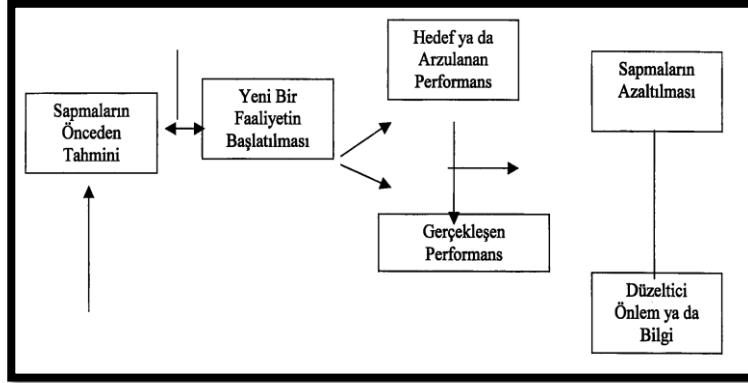 Sapmaların
Önceden
Tahmini
Yeni Bir
Faaliyetin
Başlatılması
Hedef ya da
Arzulanan
Performans
Gerçekleşen
Performans
Sapmaların
Azaltılması
Düzeltici
Önlem ya da
Bilgi